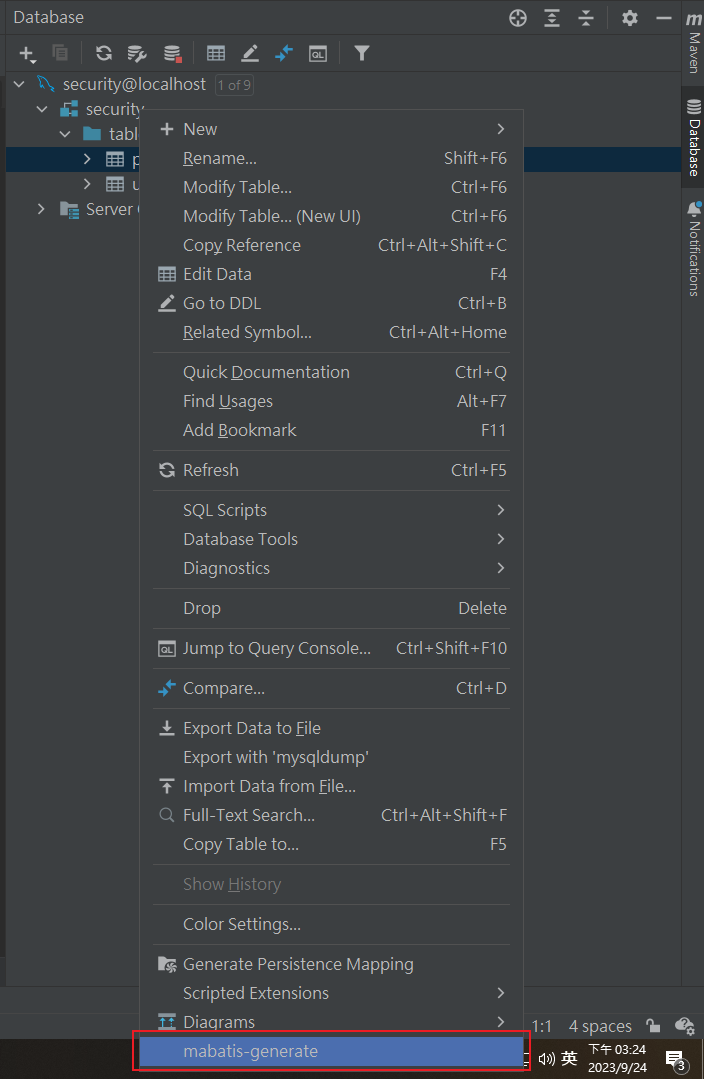 Database
security@localhost 1 of 9
security
tabl
p
u
Server
New
Rename... Shift+F6
Modify Table... Ctrl+F6
Modify Table... (New UI) Ctrl+F6
Copy Reference Ctrl+Alt+Shift+C
Edit Data F4
Go to DDL Ctrl+B
Related Symbol... Ctrl+Alt+Home
Quick Documentation Ctrl+Q
Find Usages Alt+F7
Add Bookmark F11
Refresh Ctrl+F5
SQL Scripts
Database Tools
Diagnostics
Drop Delete
QL Jump to Query Console... Ctrl+Shift+F10
Compare... Ctrl+D
Export Data to File
Export with 'mysqldump'
Import Data from File...
Full-Text Search... Ctrl+Alt+Shift+F
Copy Table to... F5
Show History
Color Settings...
Generate Persistence Mapping
Scripted Extensions
Diagrams
mabatis-generate
QL
m
Maven
Database
Notifications
1:1 4 spaces
英
下午 03:24
2023/9/24
3